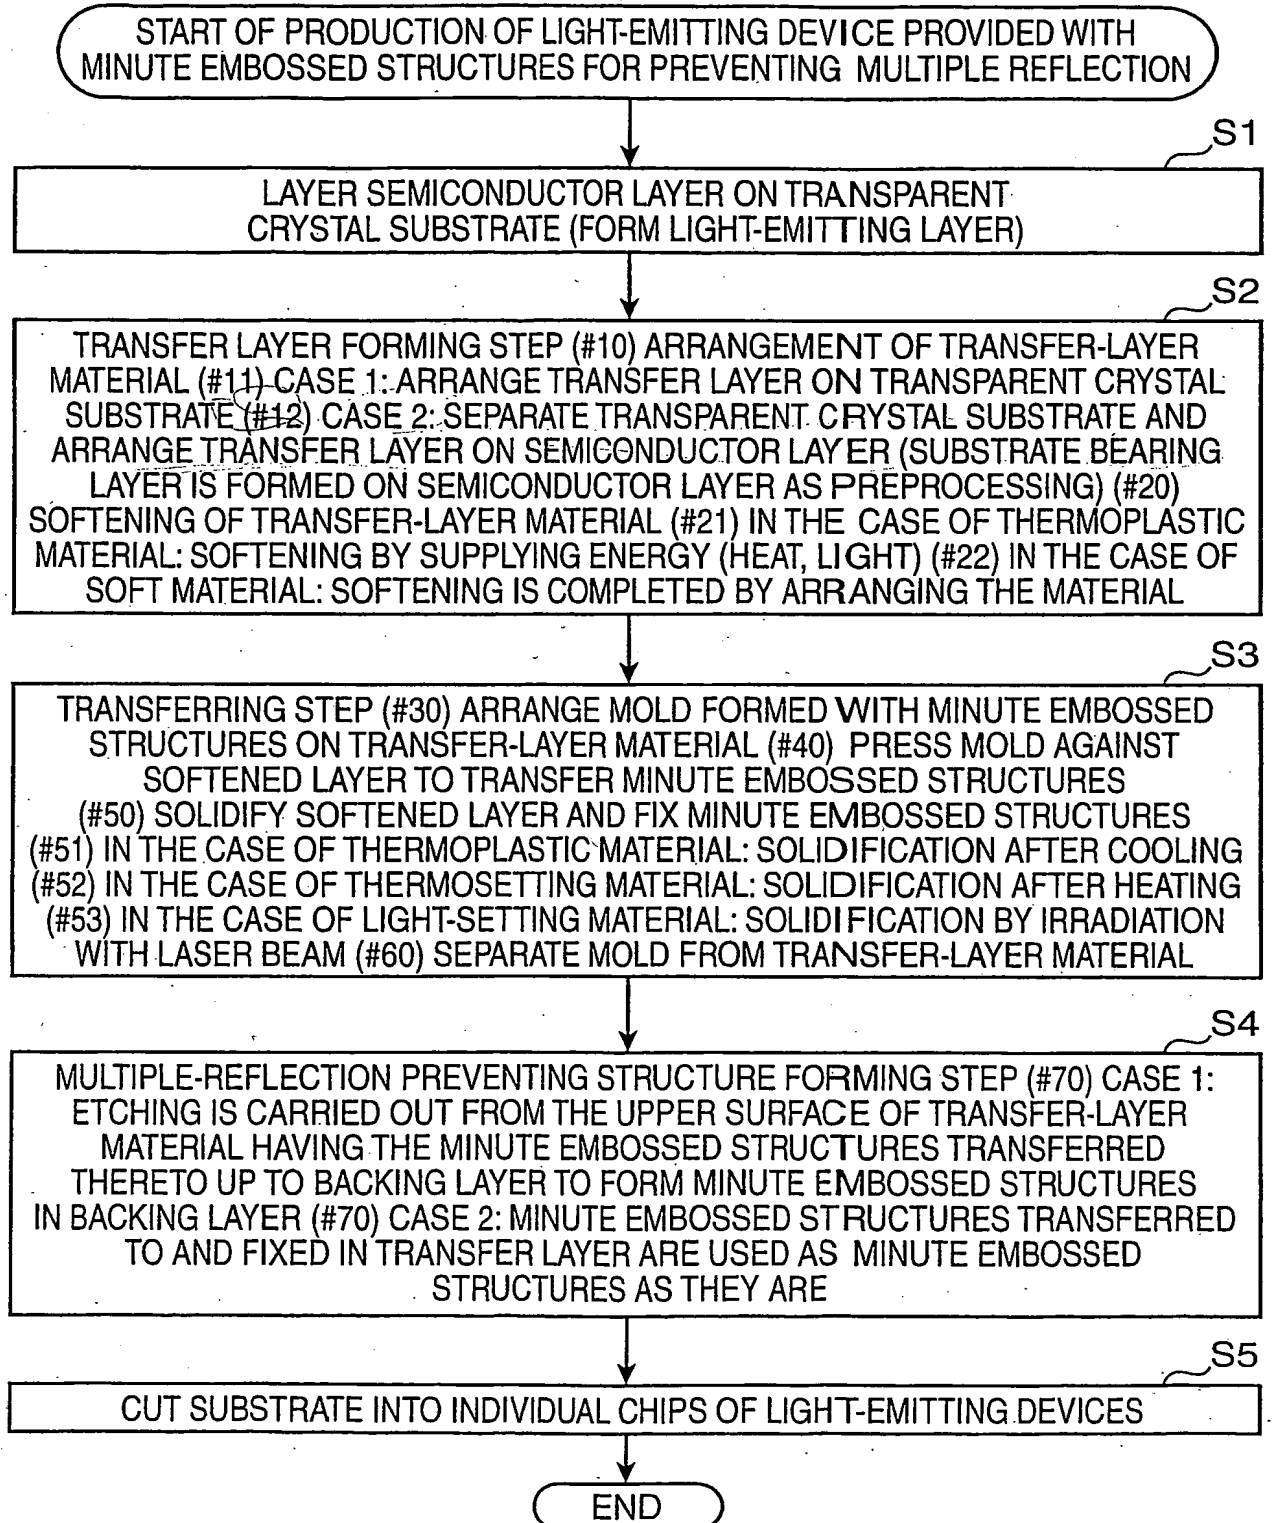 START OF PRODUCTION OF LIGHT-EMITTING DEVICE PROVIDED WITH
MINUTE EMBOSSED STRUCTURES FOR PREVENTING MULTIPLE REFLECTION
S1
LAYER SEMICONDUCTOR LAYER ON TRANSPARENT
CRYSTAL SUBSTRATE (FORM LIGHT-EMITTING LAYER)
S2
TRANSFER LAYER FORMING STEP (#10) ARRANGEMENT OF TRANSFER-LAYER
MATERIAL (#11) CASE 1: ARRANGE TRANSFER LAYER ON TRANSPARENT CRYSTAL
SUBSTRATE (#12) CASE 2: SEPARATE TRANSPARENT CRYSTAL SUBSTRATE AND
ARRANGE TRANSFER LAYER ON SEMICONDUCTOR LAYER (SUBSTRATE BEARING
LAYER IS FORMED ON SEMICONDUCTOR LAYER AS PREPROCESSING) (#20)
SOFTENING OF TRANSFER-LAYER MATERIAL (#21) IN THE CASE OF THERMOPLASTIC
MATERIAL: SOFTENING BY SUPPLYING ENERGY (HEAT, LIGHT) (#22) IN THE CASE OF
SOFT MATERIAL: SOFTENING IS COMPLETED BY ARRANGING THE MATERIAL
S3
TRANSFERRING STEP (#30) ARRANGE MOLD FORMED WITH MINUTE EMBOSSED
STRUCTURES ON TRANSFER-LAYER MATERIAL (#40) PRESS MOLD AGAINST
SOFTENED LAYER TO TRANSFER MINUTE EMBOSSED STRUCTURES
(#50) SOLIDIFY SOFTENED LAYER AND FIX MINUTE EMBOSSED STRUCTURES
(#51) IN THE CASE OF THERMOPLASTIC MATERIAL: SOLIDIFICATION AFTER COOLING
(#52) IN THE CASE OF THERMOSETTING MATERIAL: SOLIDIFICATION AFTER HEATING
(#53) IN THE CASE OF LIGHT-SETTING MATERIAL: SOLIDIFICATION BY IRRADIATION
WITH LASER BEAM (#60) SEPARATE MOLD FROM TRANSFER-LAYER MATERIAL
S4
MULTIPLE-REFLECTION PREVENTING STRUCTURE FORMING STEP (#70) CASE 1:
ETCHING IS CARRIED OUT FROM THE UPPER SURFACE OF TRANSFER-LAYER
MATERIAL HAVING THE MINUTE EMBOSSED STRUCTURES TRANSFERRED
THERETO UP TO BACKING LAYER TO FORM MINUTE EMBOSSED STRUCTURES
IN BACKING LAYER (#70) CASE 2: MINUTE EMBOSSED STRUCTURES TRANSFERRED
TO AND FIXED IN TRANSFER LAYER ARE USED AS MINUTE EMBOSSED
STRUCTURES AS THEY ARE
S5
CUT SUBSTRATE INTO INDIVIDUAL CHIPS OF LIGHT-EMITTING DEVICES
END